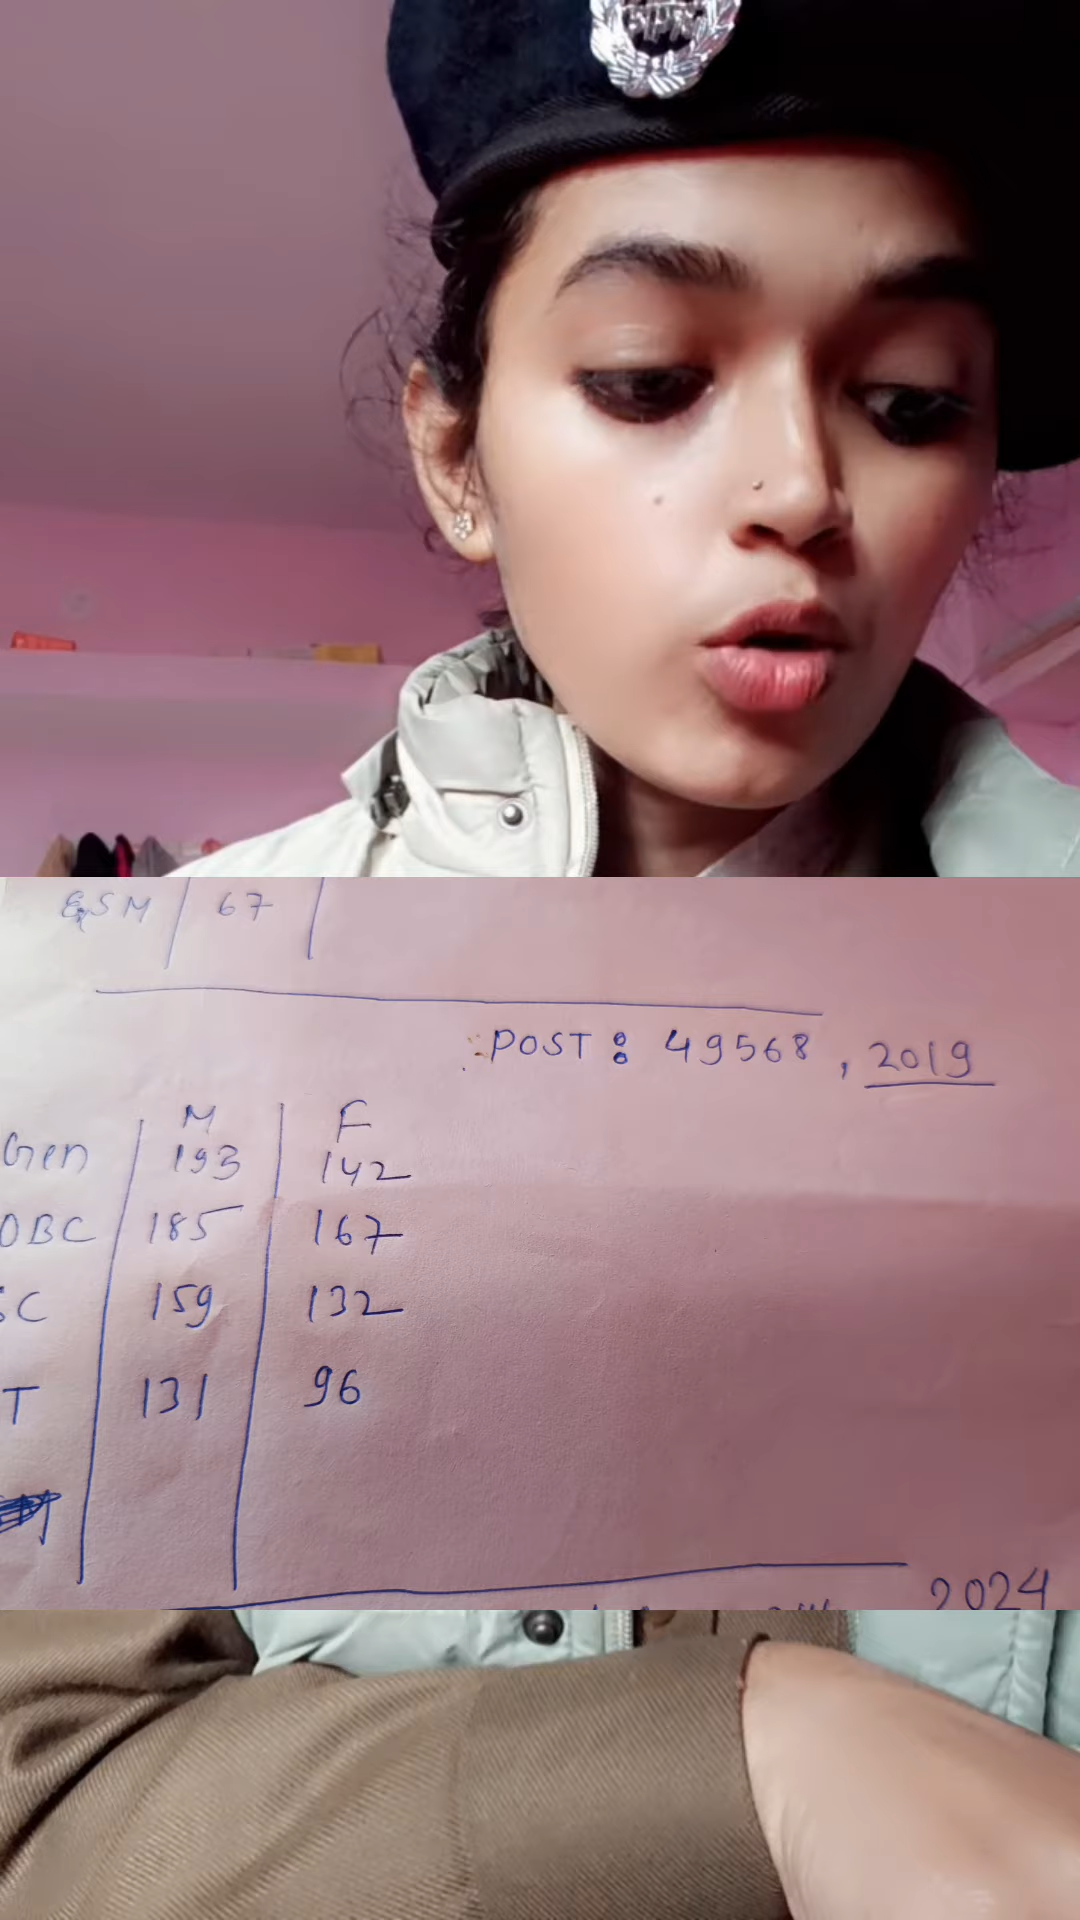 ESM 67
POST : 49568, 2019
M F
Gen 193 142
OBC 185 167
SC 159 132
T 131 96
2024